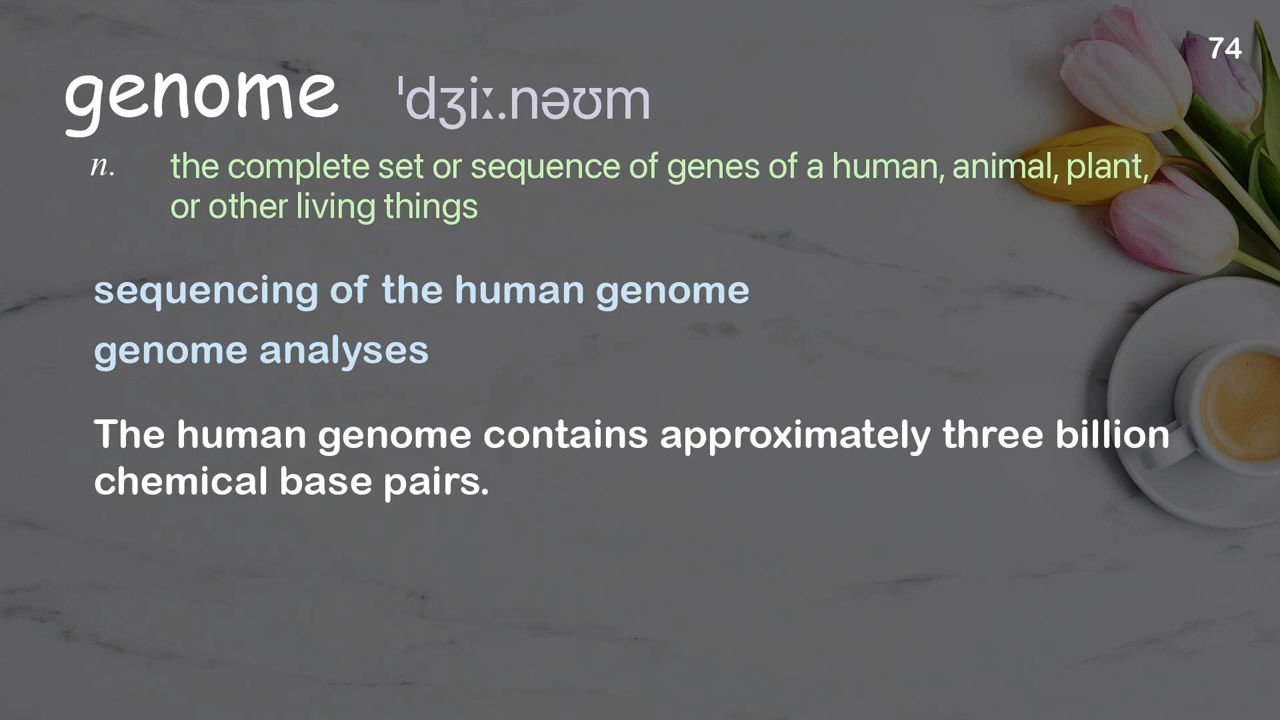 74
genome ˈdʒiː.nəʊm
n. the complete set or sequence of genes of a human, animal, plant,
or other living things
sequencing of the human genome
genome analyses
The human genome contains approximately three billion
chemical base pairs.